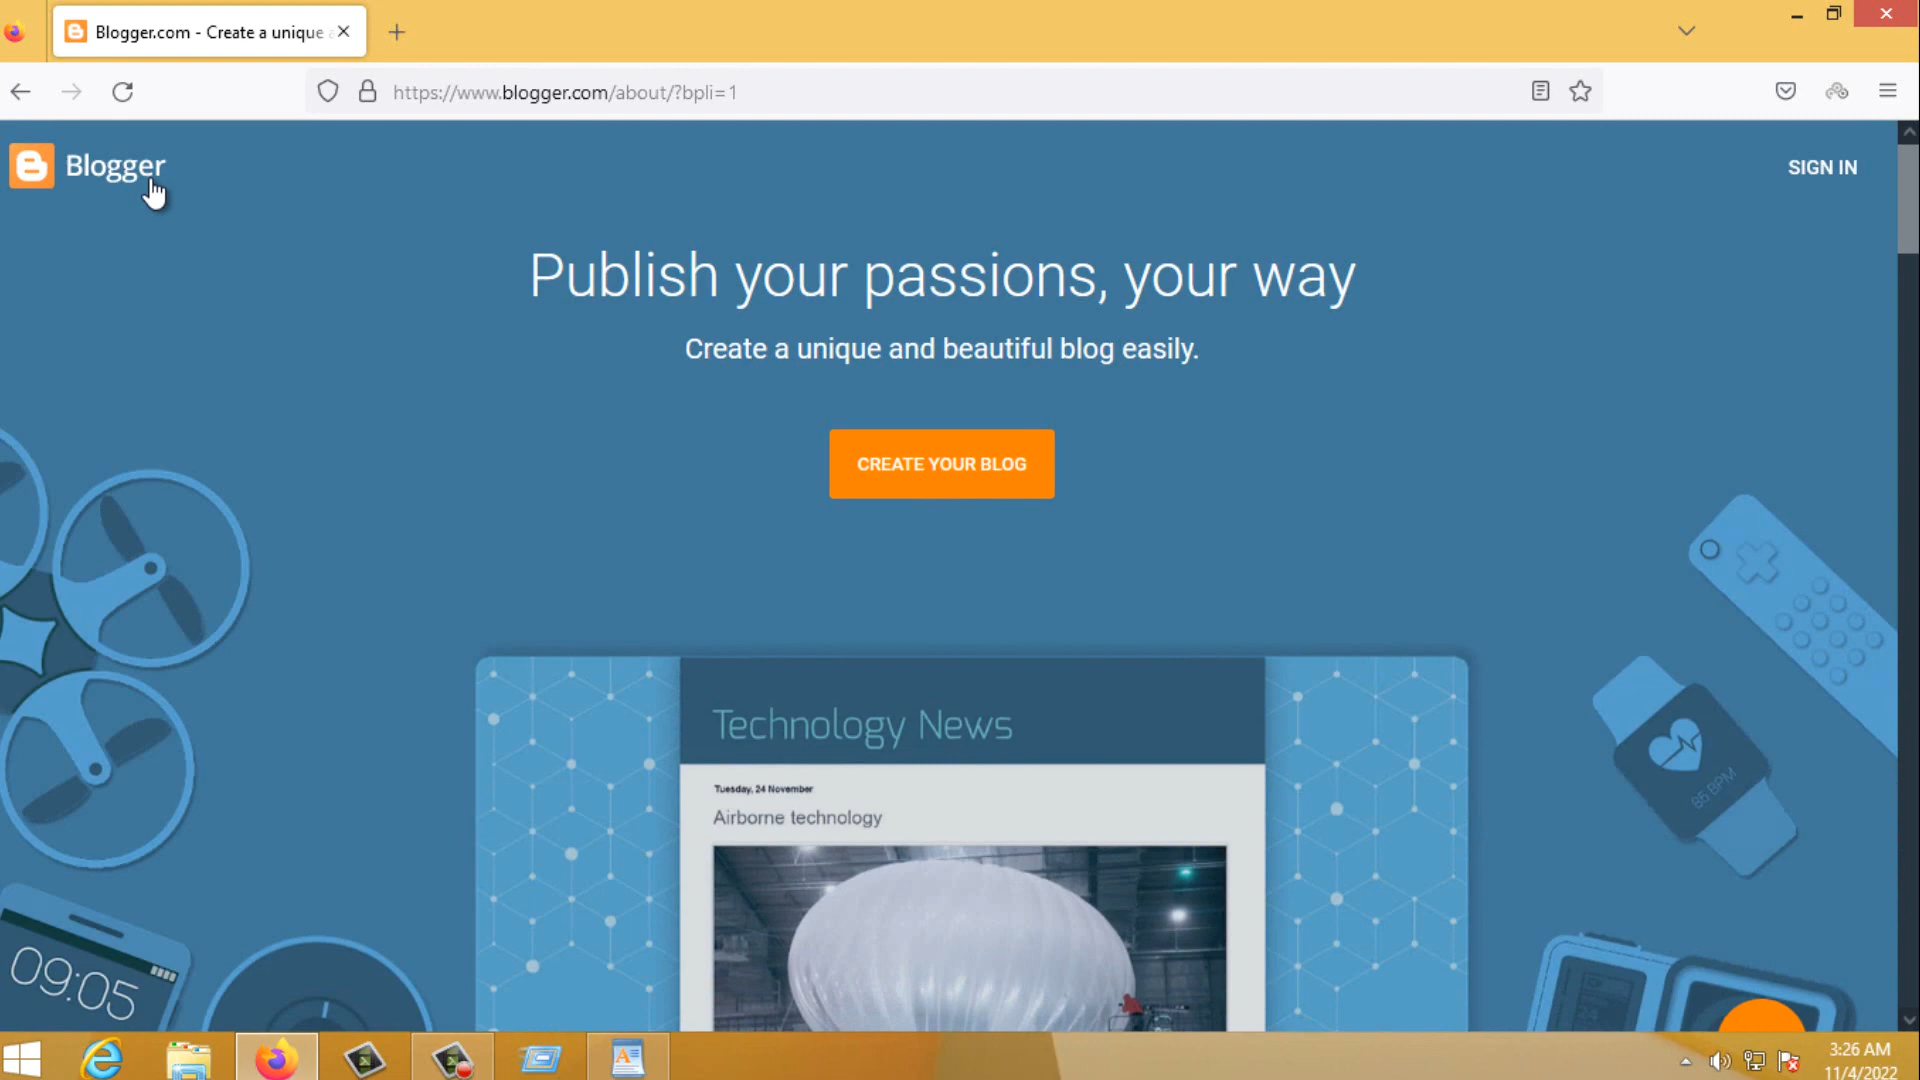 Blogger.com - Create a unique
https://www.blogger.com/about/?bpli=1
Blogger
SIGN IN
Publish your passions, your way
Create a unique and beautiful blog easily.
CREATE YOUR BLOG
Technology News
Tuesday, 24 November
Airborne technology
85 BPM
09:05
3:26 AM
11/4/2022